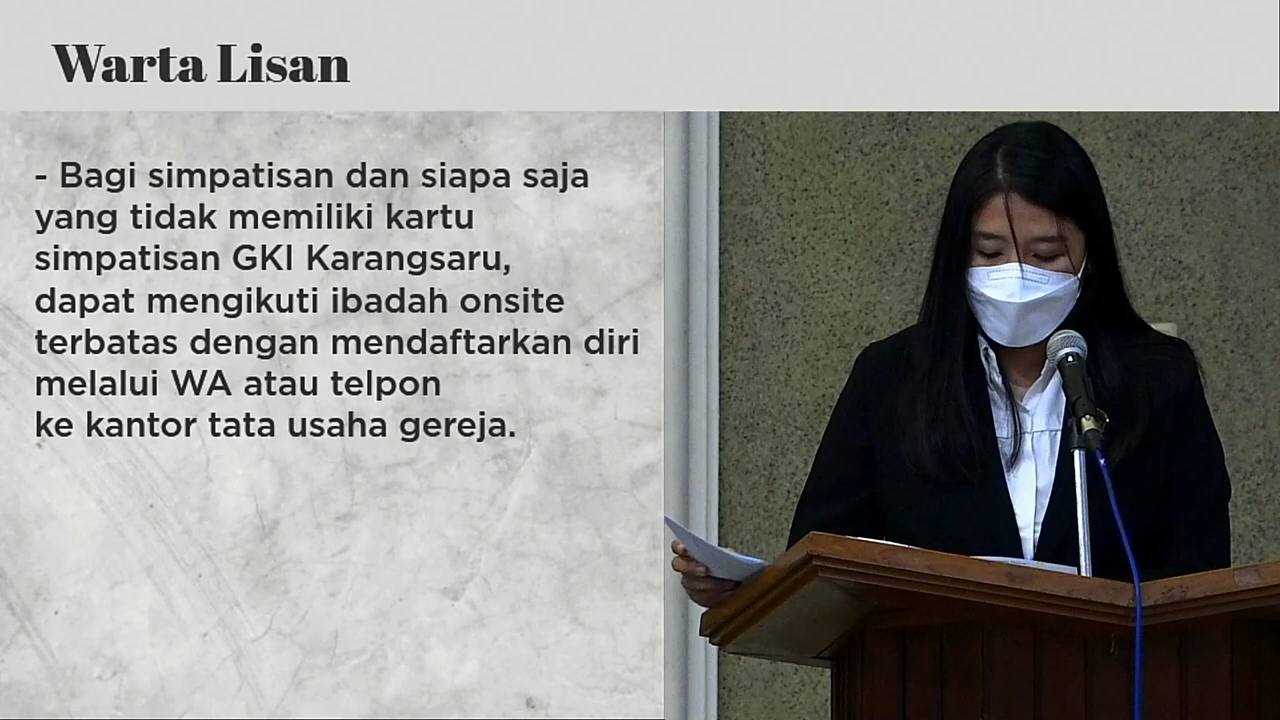 Warta Lisan
- Bagi simpatisan dan siapa saja
yang tidak memiliki kartu
simpatisan GKI Karangsaru,
dapat mengikuti ibadah onsite
terbatas dengan mendaftarkan diri
melalui WA atau telpon
ke kantor tata usaha gereja.